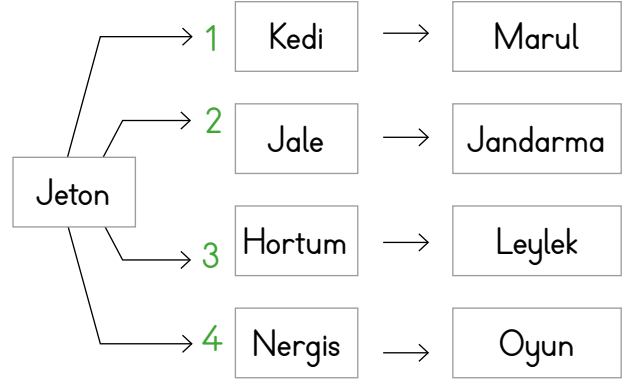 1 Kedi Marul
2 Jale Jandarma
Jeton
3 Hortum Leylek
4 Nergis Oyun